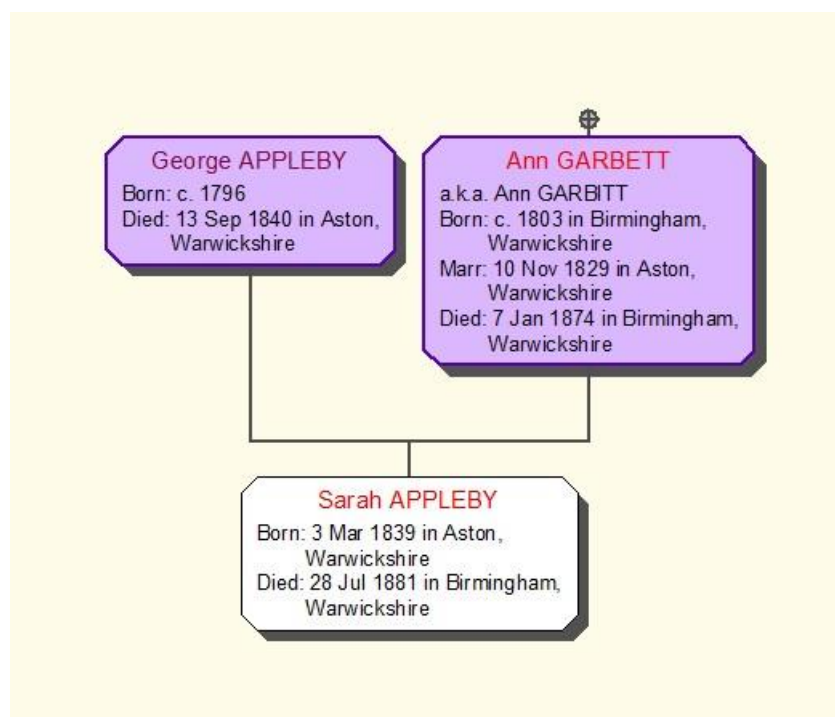 George APPLEBY
Born: c. 1796
Died: 13 Sep 1840 in Aston,
Warwickshire
Ann GARBETT
a.k.a. Ann GARBITT
Born: c. 1803 in Birmingham,
Warwickshire
Marr: 10 Nov 1829 in Aston,
Warwickshire
Died: 7 Jan 1874 in Birmingham,
Warwickshire
Sarah APPLEBY
Born: 3 Mar 1839 in Aston,
Warwickshire
Died: 28 Jul 1881 in Birmingham,
Warwickshire